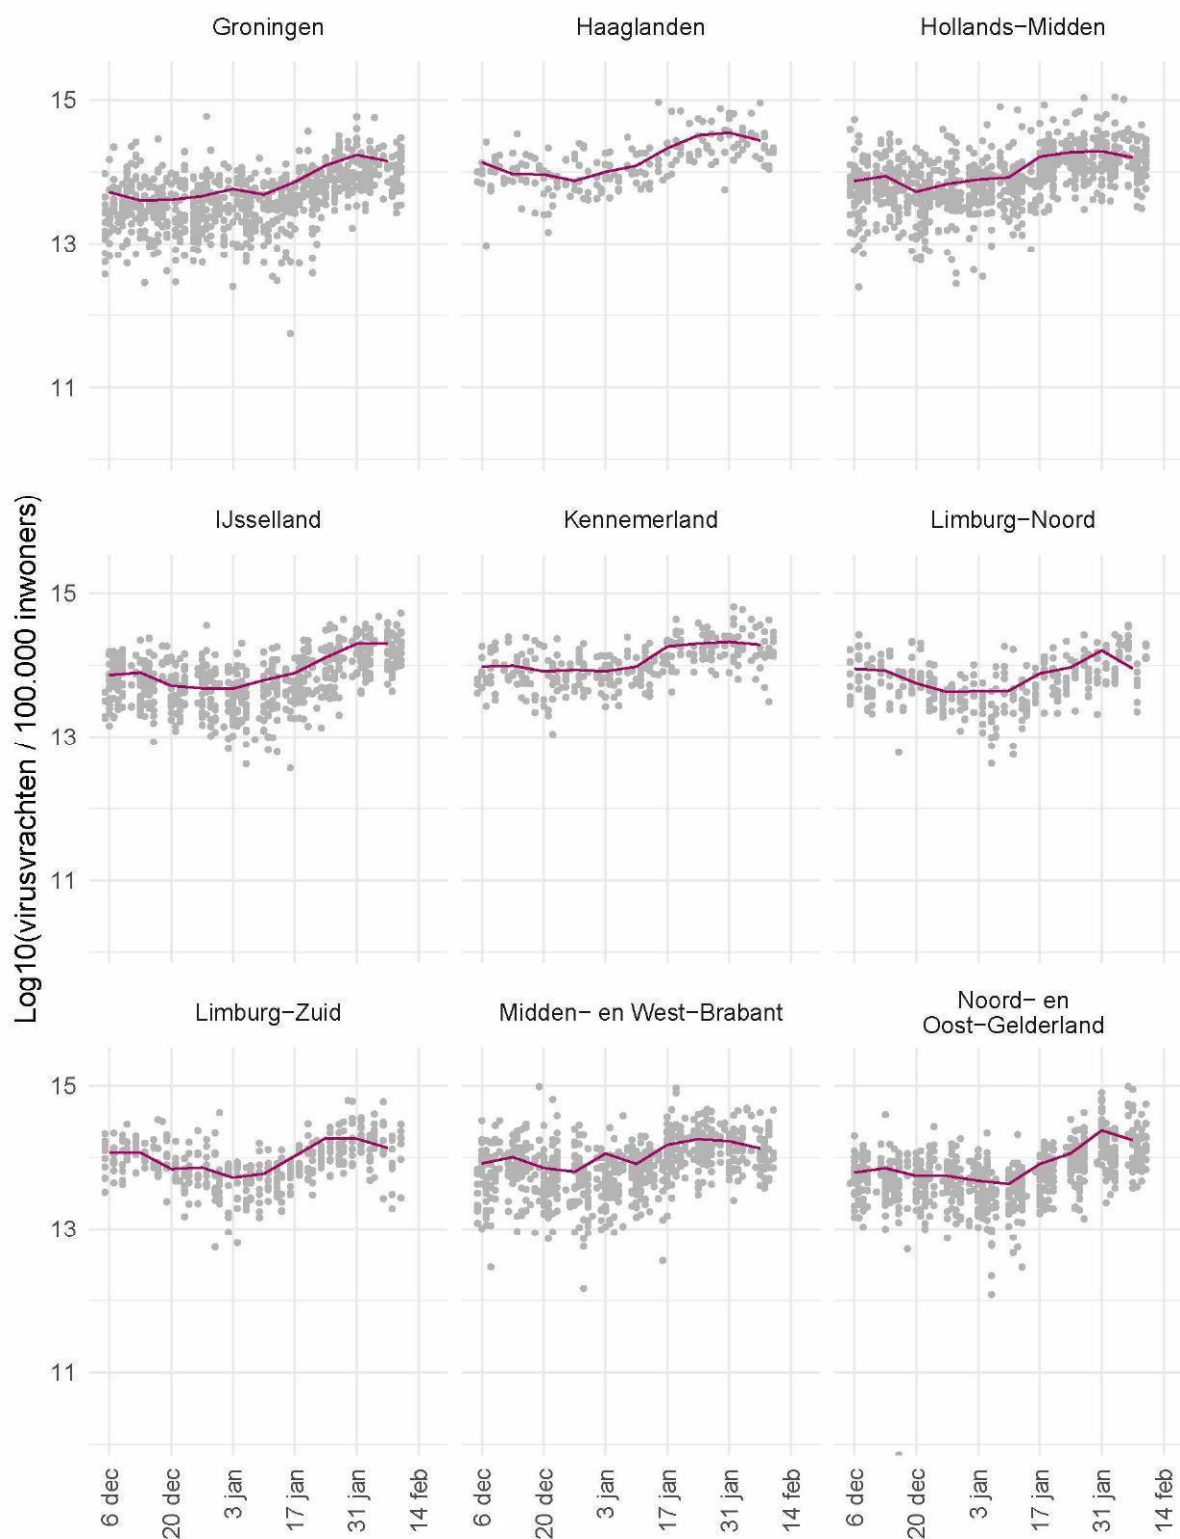 Groningen
Haaglanden
Hollands−Midden
15
13
11
IJsselland
Kennemerland
Limburg−Noord
15
13
11
Log10(virusvrachten / 100.000 inwoners)
Limburg−Zuid
Midden− en West−Brabant
Noord− en
Oost−Gelderland
15
13
11
6 dec
20 dec
3 jan
17 jan
31 jan
14 feb
6 dec
20 dec
3 jan
17 jan
31 jan
14 feb
6 dec
20 dec
3 jan
17 jan
31 jan
14 feb